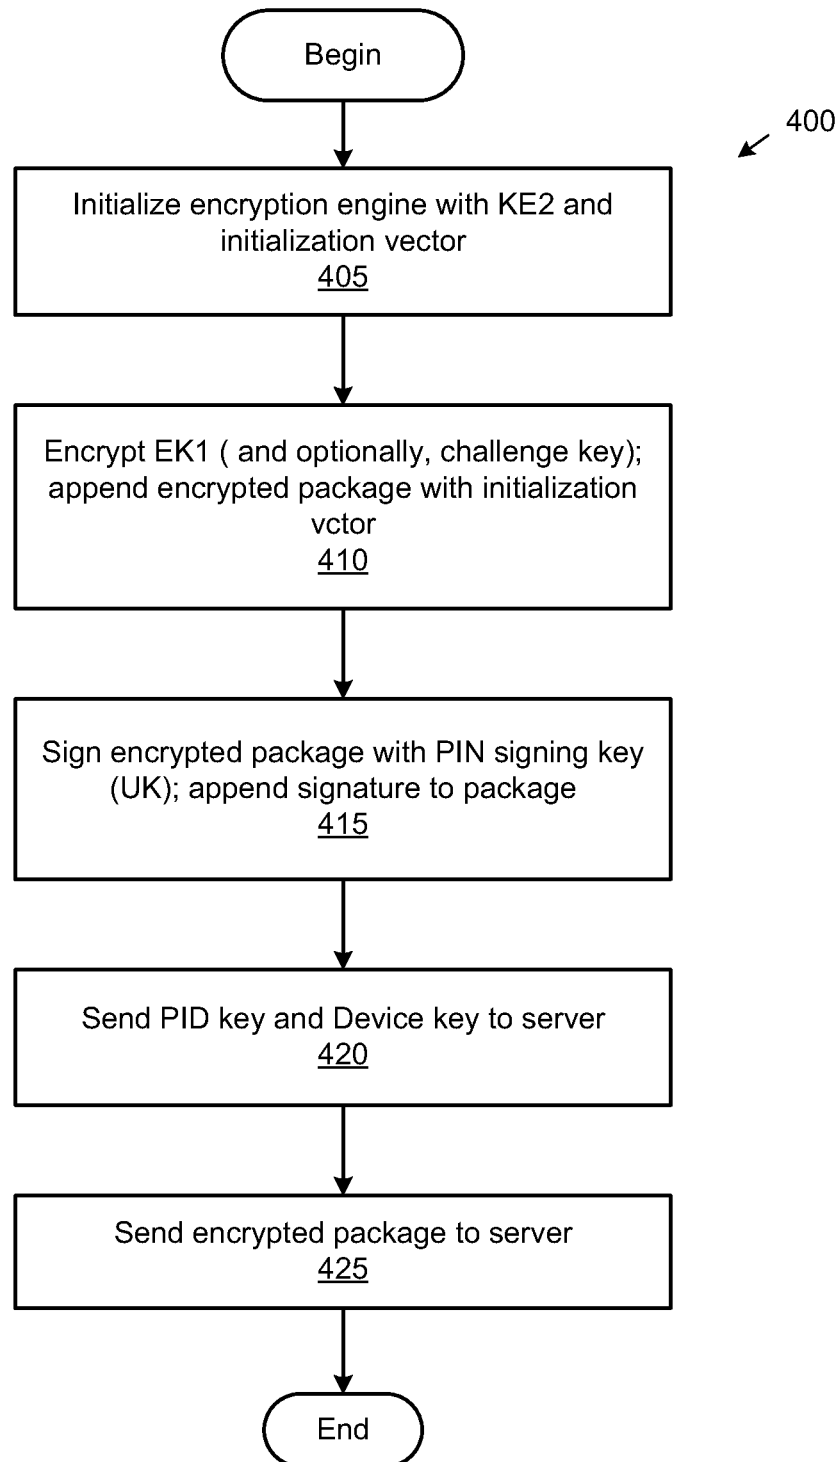 Begin
400
Initialize encryption engine with KE2 and
initialization vector
405
Encrypt EK1 ( and optionally, challenge key);
append encrypted package with initialization
vctor
410
Sign encrypted package with PIN signing key
(UK); append signature to package
415
Send PID key and Device key to server
420
Send encrypted package to server
425
End